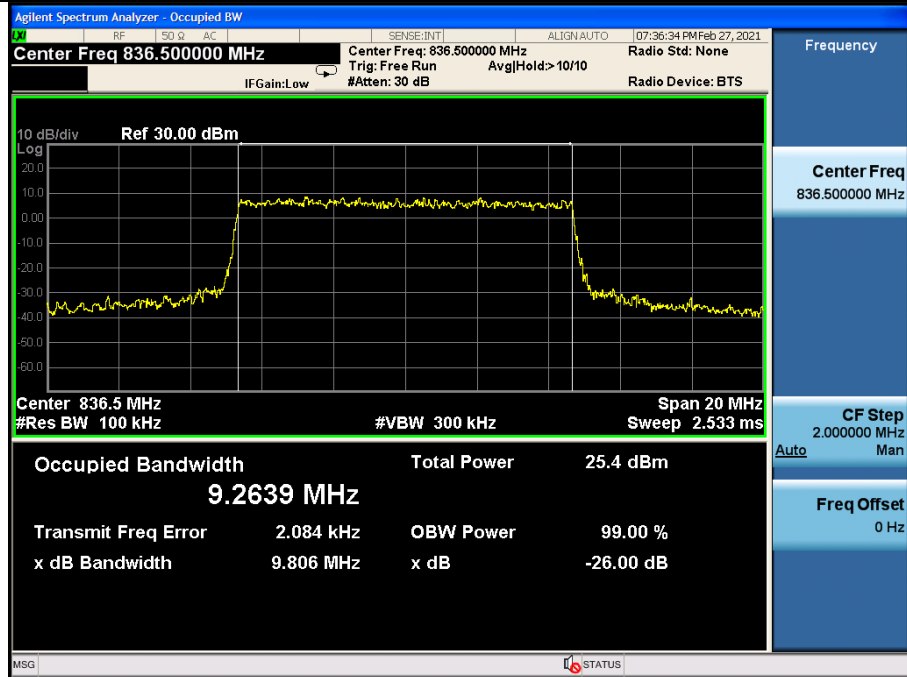 Agilent Spectrum Analyzer - Occupied BW
LXI RF 50 Ω AC SENSE:INT ALIGN AUTO 07:36:34 PM Feb 27, 2021
Center Freq 836.500000 MHz
Center Freq: 836.500000 MHz
Radio Std: None
Trig: Free Run Avg|Hold:>10/10
IFGain:Low
#Atten: 30 dB
Radio Device: BTS
10 dB/div Ref 30.00 dBm
Log
20.0
10.0
0.00
-10.0
-20.0
-30.0
-40.0
-50.0
-60.0
Center 836.5 MHz Span 20 MHz
#Res BW 100 kHz #VBW 300 kHz Sweep 2.533 ms
Occupied Bandwidth Total Power 25.4 dBm
9.2639 MHz
Transmit Freq Error 2.084 kHz OBW Power 99.00 %
x dB Bandwidth 9.806 MHz x dB -26.00 dB
MSG STATUS
Frequency
Center Freq
836.500000 MHz
CF Step
2.000000 MHz
Auto Man
Freq Offset
0 Hz